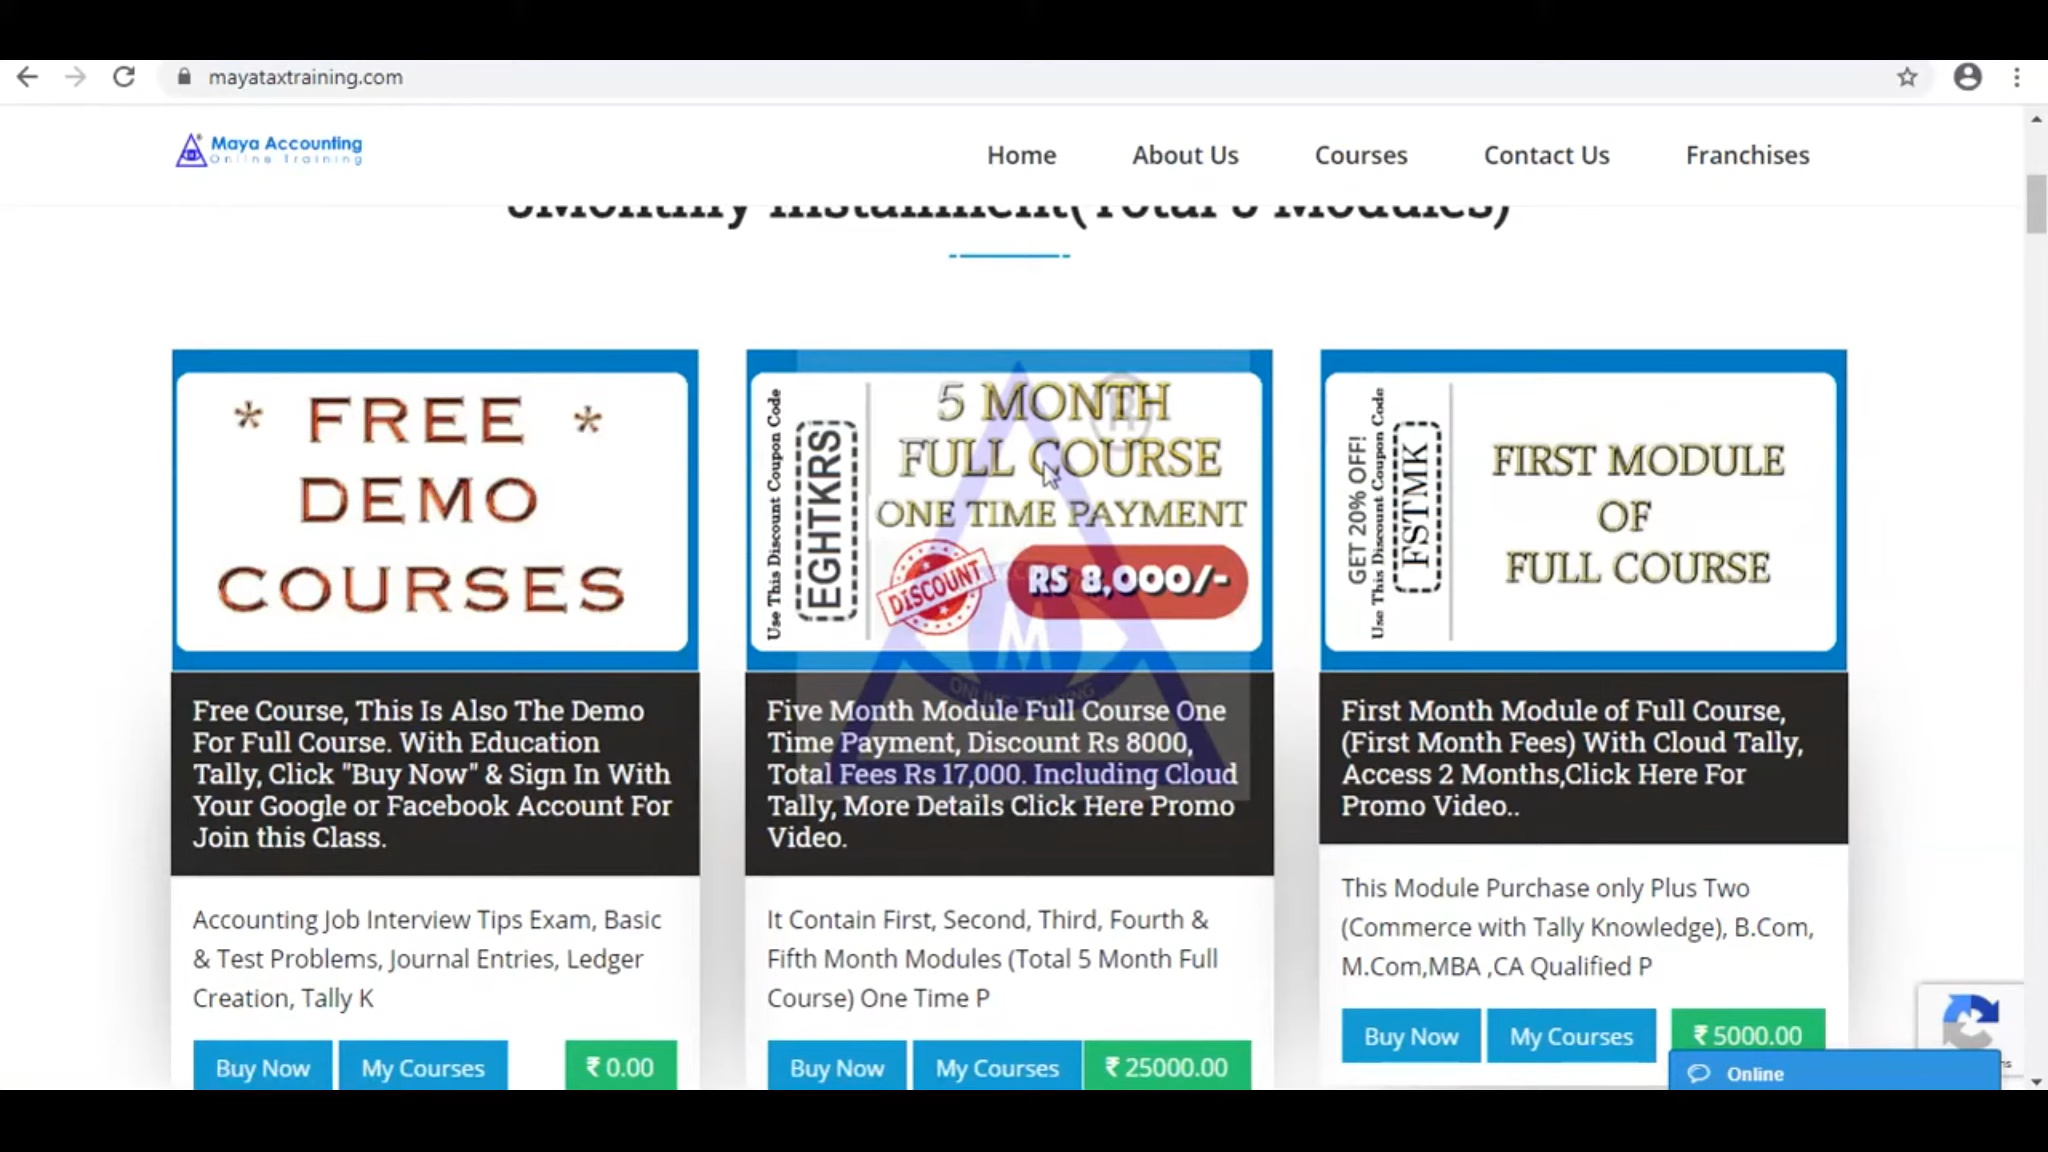 mayataxtraining.com
Maya Accounting
Online Training
Home
About Us
Courses
Contact Us
Franchises
Monthly Installment(Total 5 Modules)
* FREE *
DEMO
COURSES
Use This Discount Coupon Code
EGHTKRS
5 MONTH
FULL COURSE
ONE TIME PAYMENT
DISCOUNT
RS 8,000/-
M
ONLINE TRAINING
GET 20% OFF!
Use This Discount Coupon Code
FSTMK
FIRST MODULE
OF
FULL COURSE
Free Course, This Is Also The Demo
For Full Course. With Education
Tally, Click "Buy Now" & Sign In With
Your Google or Facebook Account For
Join this Class.
Five Month Module Full Course One
Time Payment, Discount Rs 8000,
Total Fees Rs 17,000. Including Cloud
Tally, More Details Click Here Promo
Video.
First Month Module of Full Course,
(First Month Fees) With Cloud Tally,
Access 2 Months,Click Here For
Promo Video..
Accounting Job Interview Tips Exam, Basic
& Test Problems, Journal Entries, Ledger
Creation, Tally K
It Contain First, Second, Third, Fourth &
Fifth Month Modules (Total 5 Month Full
Course) One Time P
This Module Purchase only Plus Two
(Commerce with Tally Knowledge), B.Com,
M.Com,MBA ,CA Qualified P
Buy Now
My Courses
₹ 0.00
Buy Now
My Courses
₹ 25000.00
Buy Now
My Courses
₹ 5000.00
Online